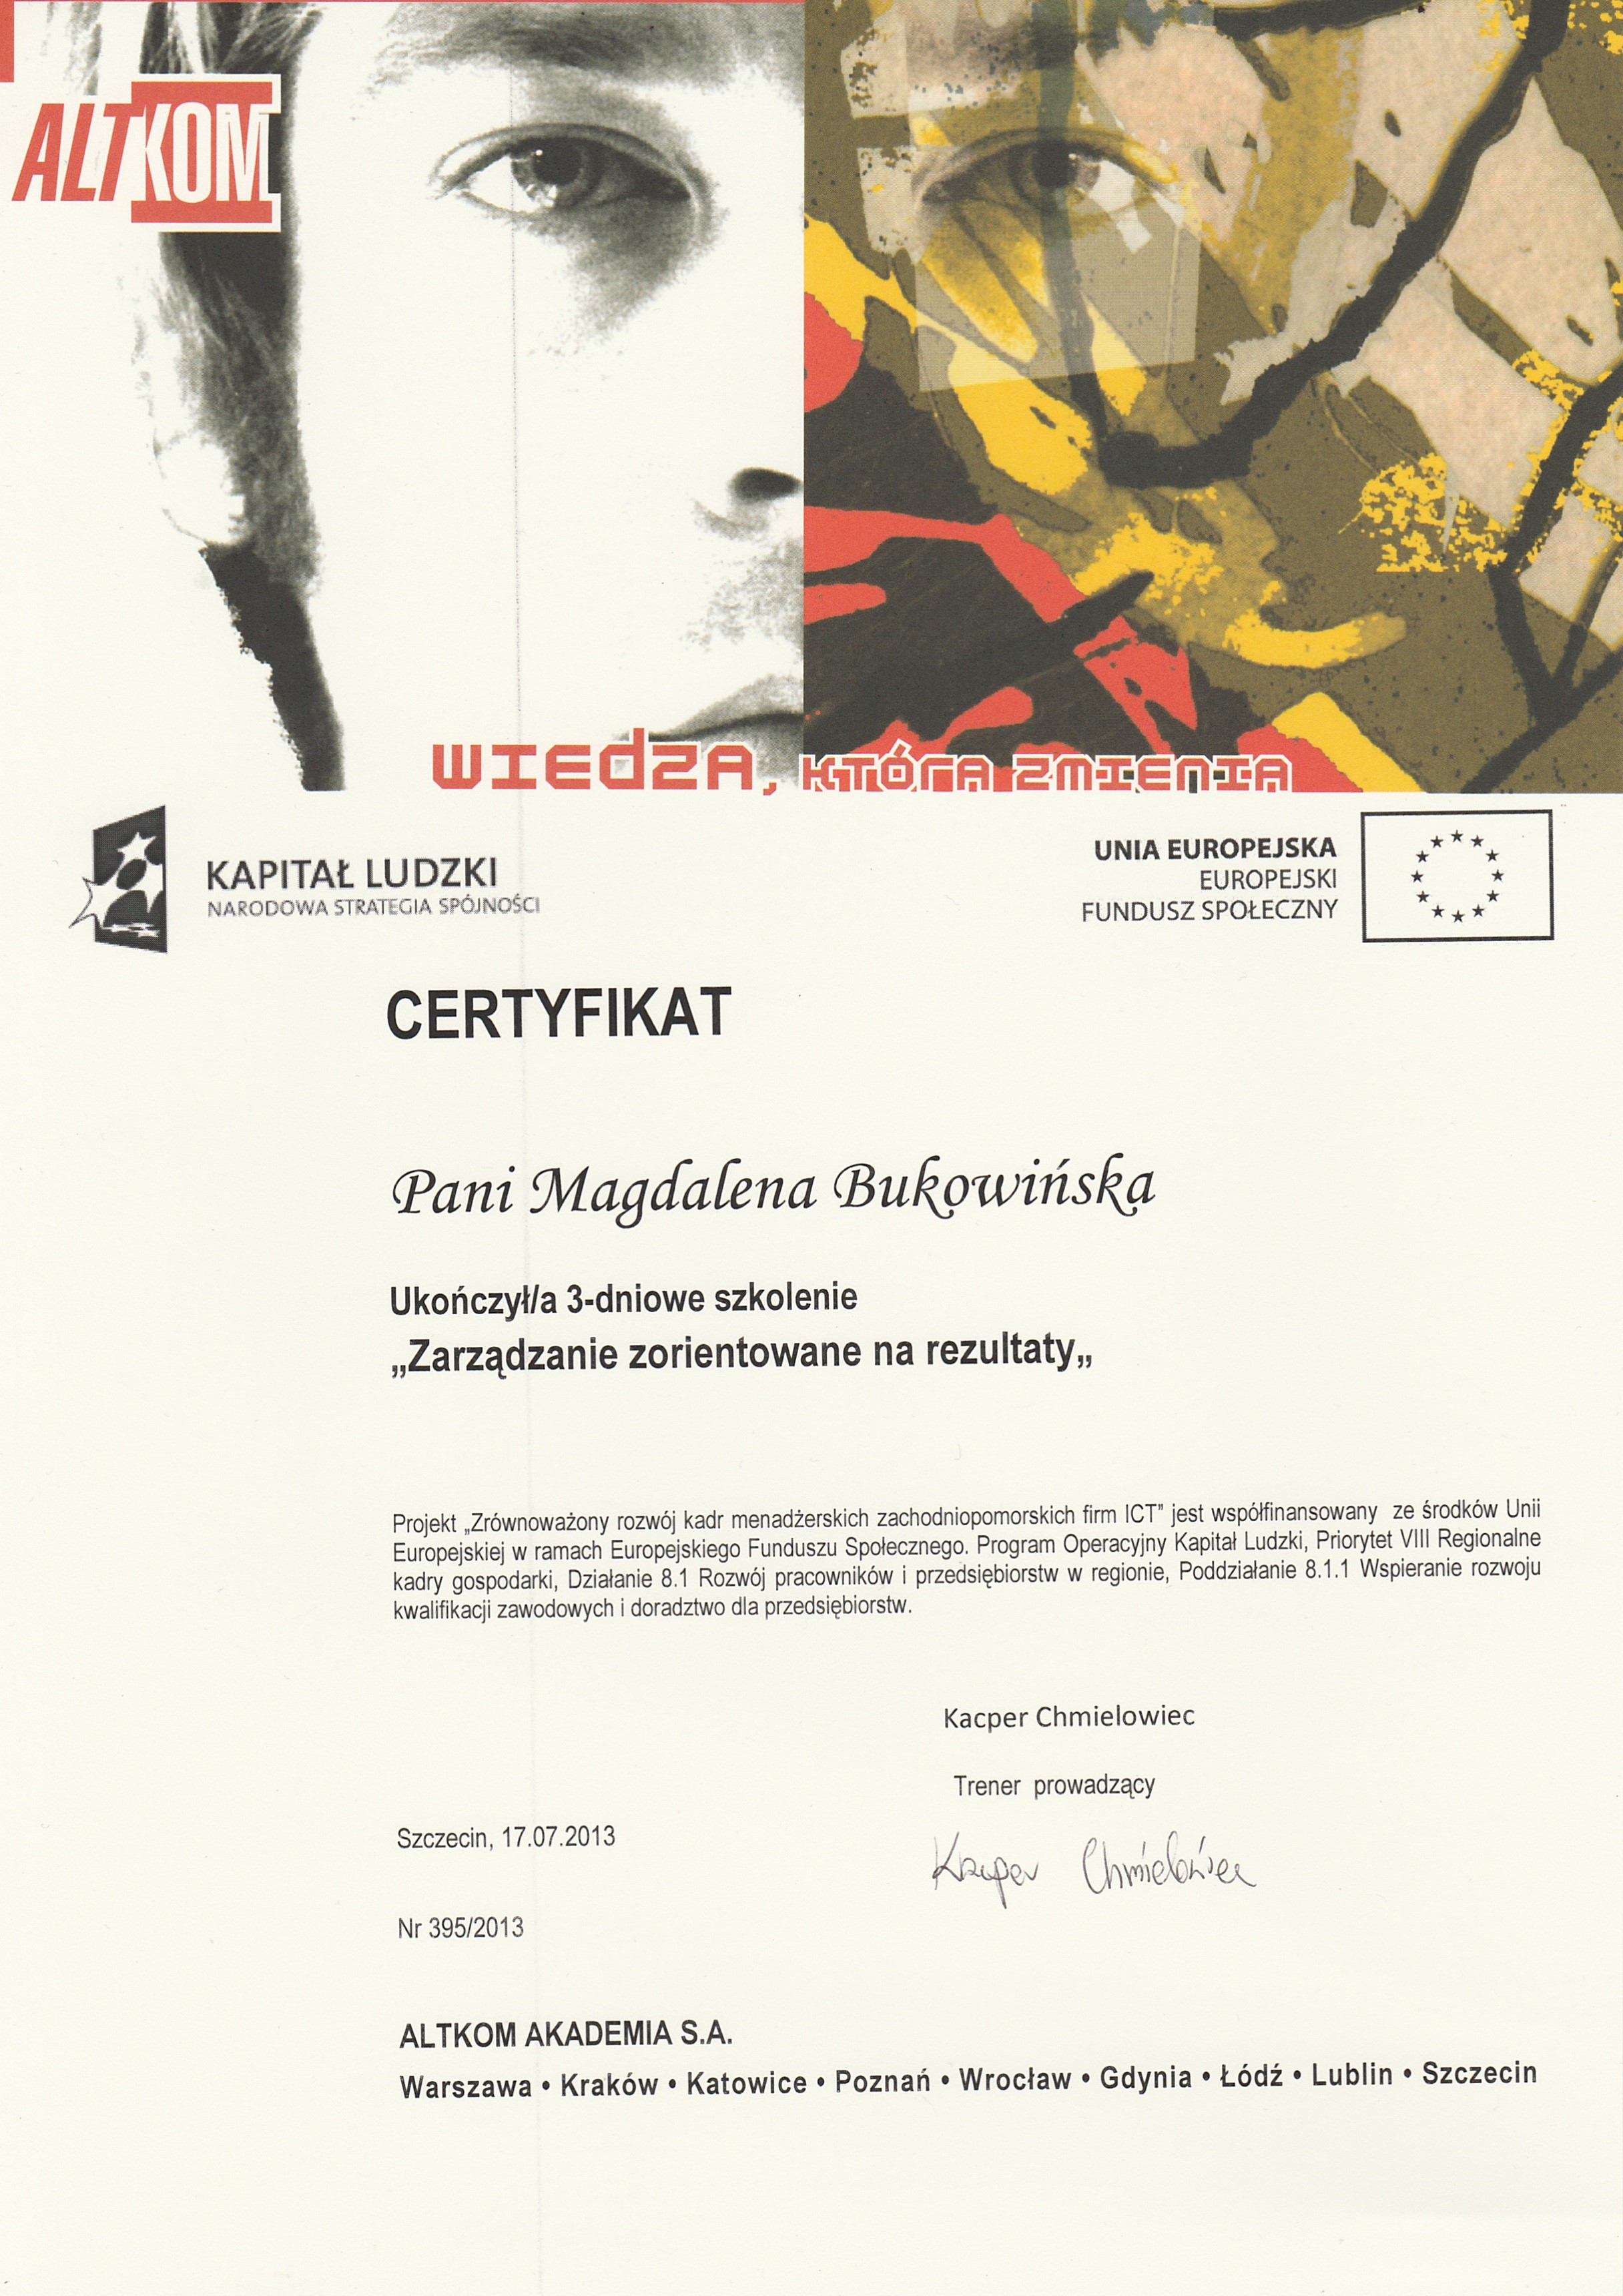 ALTKOM
WIEDZA, KTÓRA ZMIENIA
KAPITAŁ LUDZKI
NARODOWA STRATEGIA SPÓJNOŚCI
UNIA EUROPEJSKA
EUROPEJSKI
FUNDUSZ SPOŁECZNY
CERTYFIKAT
Pani Magdalena Bukowińska
Ukończył/a 3-dniowe szkolenie
„Zarządzanie zorientowane na rezultaty„
Projekt „Zrównoważony rozwój kadr menadżerskich zachodniopomorskich firm ICT” jest współfinansowany ze środków Unii
Europejskiej w ramach Europejskiego Funduszu Społecznego. Program Operacyjny Kapitał Ludzki, Priorytet VIII Regionalne
kadry gospodarki, Działanie 8.1 Rozwój pracowników i przedsiębiorstw w regionie, Poddziałanie 8.1.1 Wspieranie rozwoju
kwalifikacji zawodowych i doradztwo dla przedsiębiorstw.
Kacper Chmielowiec
Trener prowadzący
Szczecin, 17.07.2013
Kacper Chmielowiec
Nr 395/2013
ALTKOM AKADEMIA S.A.
Warszawa • Kraków • Katowice • Poznań • Wrocław • Gdynia • Łódź • Lublin • Szczecin